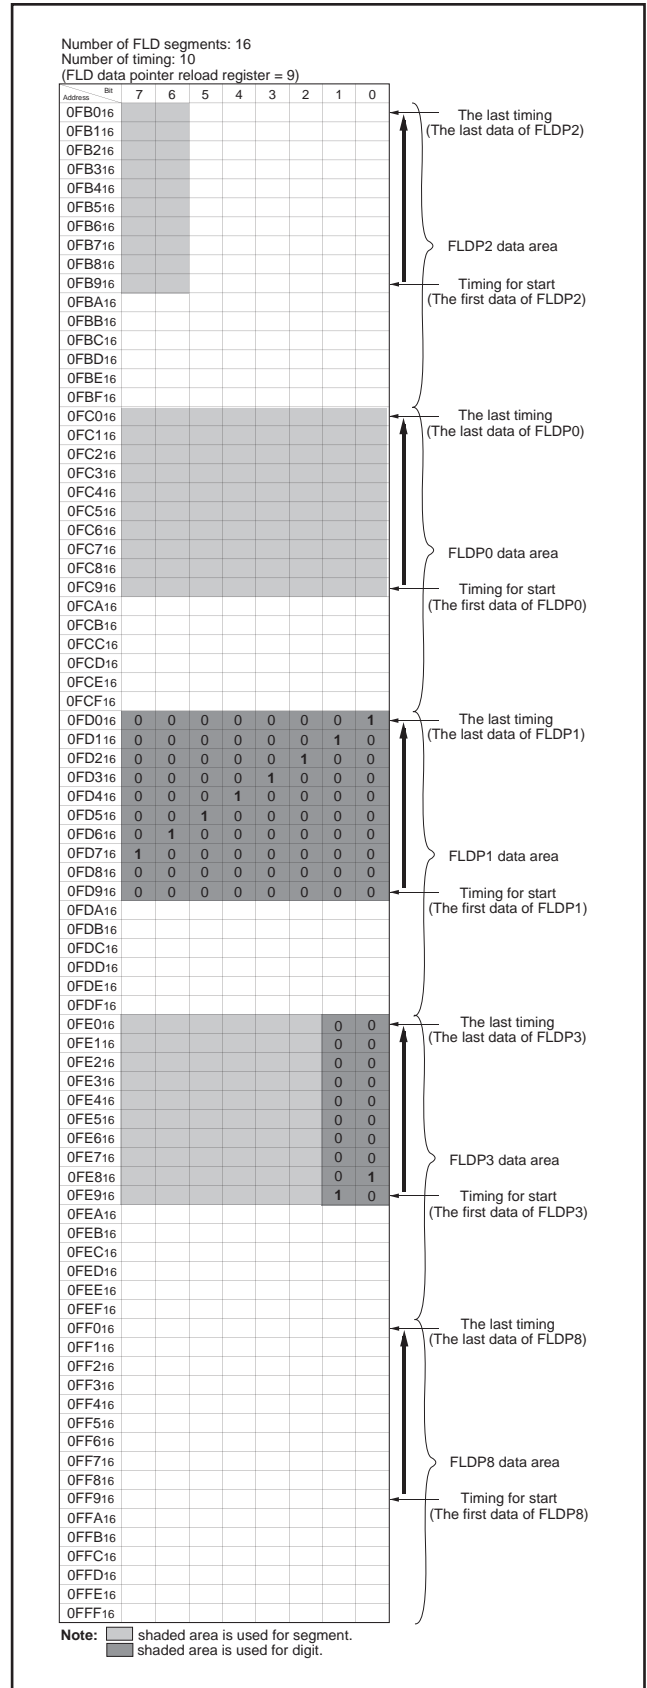 Number of FLD segments: 16
Number of timing: 10
(FLD data pointer reload register = 9)
Bit
Address
7 6 5 4 3 2 1 0
0FB016
The last timing
(The last data of FLDP2)
0FB116
0FB216
0FB316
0FB416
0FB516
0FB616
0FB716
FLDP2 data area
0FB816
0FB916
Timing for start
(The first data of FLDP2)
0FBA16
0FBB16
0FBC16
0FBD16
0FBE16
0FBF16
0FC016
The last timing
(The last data of FLDP0)
0FC116
0FC216
0FC316
0FC416
0FC516
0FC616
0FC716
FLDP0 data area
0FC816
0FC916
Timing for start
(The first data of FLDP0)
0FCA16
0FCB16
0FCC16
0FCD16
0FCE16
0FCF16
0FD016 0 0 0 0 0 0 0 1
The last timing
(The last data of FLDP1)
0FD116 0 0 0 0 0 0 1 0
0FD216 0 0 0 0 0 1 0 0
0FD316 0 0 0 0 1 0 0 0
0FD416 0 0 0 1 0 0 0 0
0FD516 0 0 1 0 0 0 0 0
0FD616 0 1 0 0 0 0 0 0
0FD716 1 0 0 0 0 0 0 0
FLDP1 data area
0FD816 0 0 0 0 0 0 0 0
0FD916 0 0 0 0 0 0 0 0
Timing for start
(The first data of FLDP1)
0FDA16
0FDB16
0FDC16
0FDD16
0FDE16
0FDF16
0FE016 0 0
The last timing
(The last data of FLDP3)
0FE116 0 0
0FE216 0 0
0FE316 0 0
0FE416 0 0
0FE516 0 0
0FE616 0 0
0FE716 0 0
FLDP3 data area
0FE816 0 1
0FE916 1 0
Timing for start
(The first data of FLDP3)
0FEA16
0FEB16
0FEC16
0FED16
0FEE16
0FEF16
0FF016
The last timing
(The last data of FLDP8)
0FF116
0FF216
0FF316
0FF416
0FF516
0FF616
0FF716
FLDP8 data area
0FF816
0FF916
Timing for start
(The first data of FLDP8)
0FFA16
0FFB16
0FFC16
0FFD16
0FFE16
0FFF16
Note: shaded area is used for segment.
shaded area is used for digit.